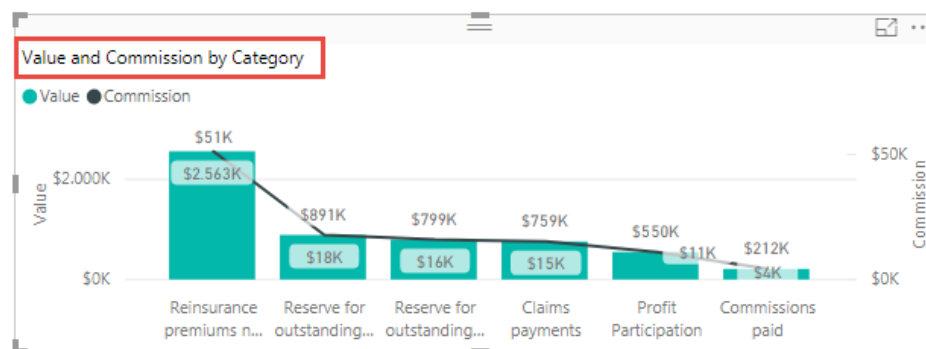 Value and Commission by Category
Value Commission
$51K
$2.563K
$891K
$18K
$799K
$16K
$759K
$15K
$550K
$11K
$212K
$4K
Value
$2.000K
$0K
$50K
$0K
Commission
Reinsurance
premiums n...
Reserve for
outstanding...
Reserve for
outstanding...
Claims
payments
Profit
Participation
Commissions
paid